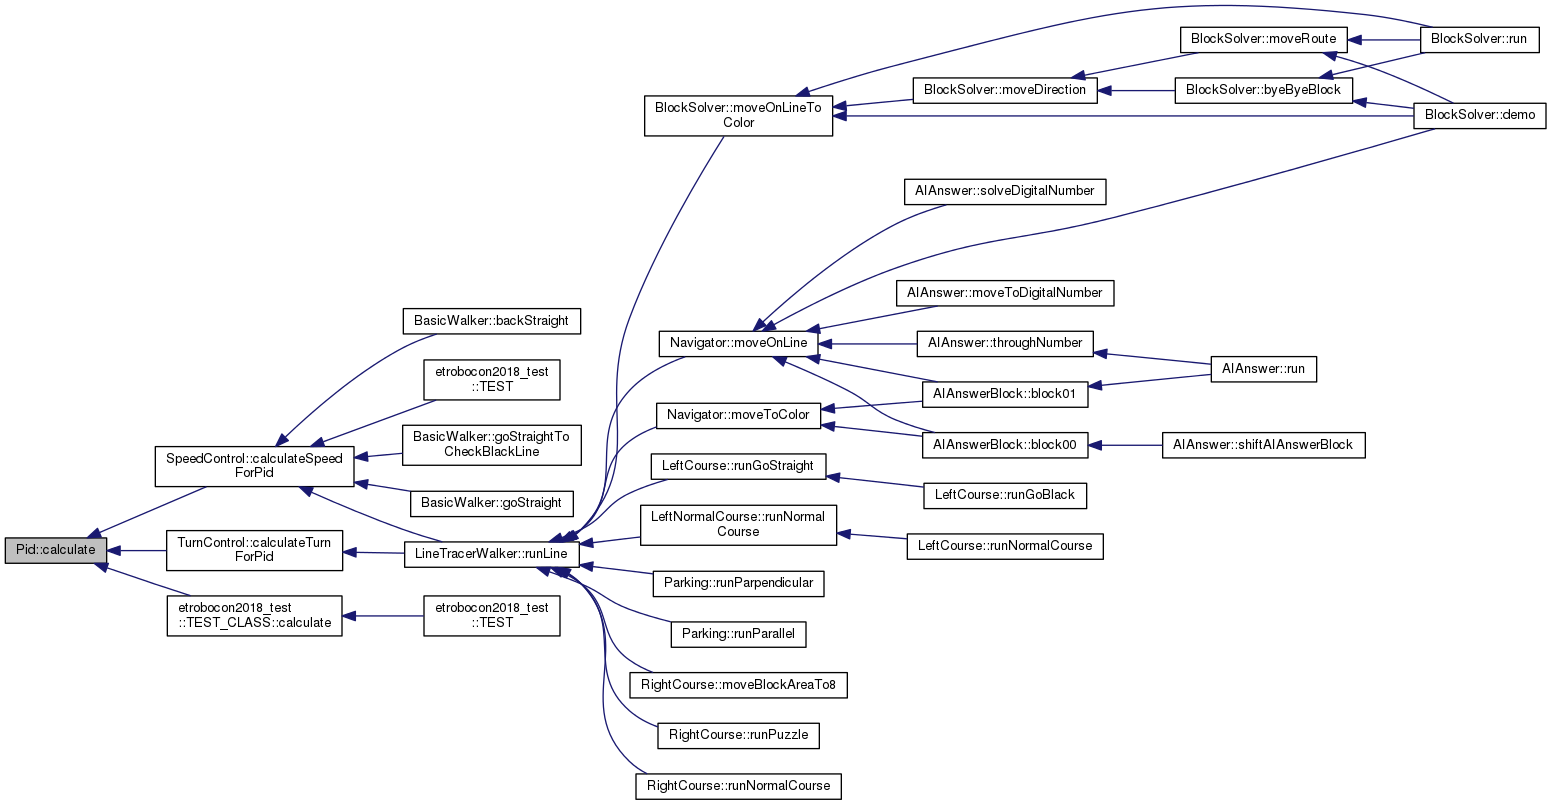 BlockSolver::moveRoute
BlockSolver::run
BlockSolver::moveDirection
BlockSolver::byeByeBlock
BlockSolver::moveOnLineTo
Color
BlockSolver::demo
AIAnswer::solveDigitalNumber
AIAnswer::moveToDigitalNumber
BasicWalker::backStraight
Navigator::moveOnLine
AIAnswer::throughNumber
AIAnswer::run
etrobocon2018_test
::TEST
AIAnswerBlock::block01
Navigator::moveToColor
BasicWalker::goStraightTo
CheckBlackLine
AIAnswerBlock::block00
AIAnswer::shiftAIAnswerBlock
SpeedControl::calculateSpeed
ForPid
LeftCourse::runGoStraight
LeftCourse::runGoBlack
BasicWalker::goStraight
LeftNormalCourse::runNormal
Course
LeftCourse::runNormalCourse
Pid::calculate
TurnControl::calculateTurn
ForPid
LineTracerWalker::runLine
Parking::runParpendicular
etrobocon2018_test
::TEST_CLASS::calculate
etrobocon2018_test
::TEST
Parking::runParallel
RightCourse::moveBlockAreaTo8
RightCourse::runPuzzle
RightCourse::runNormalCourse